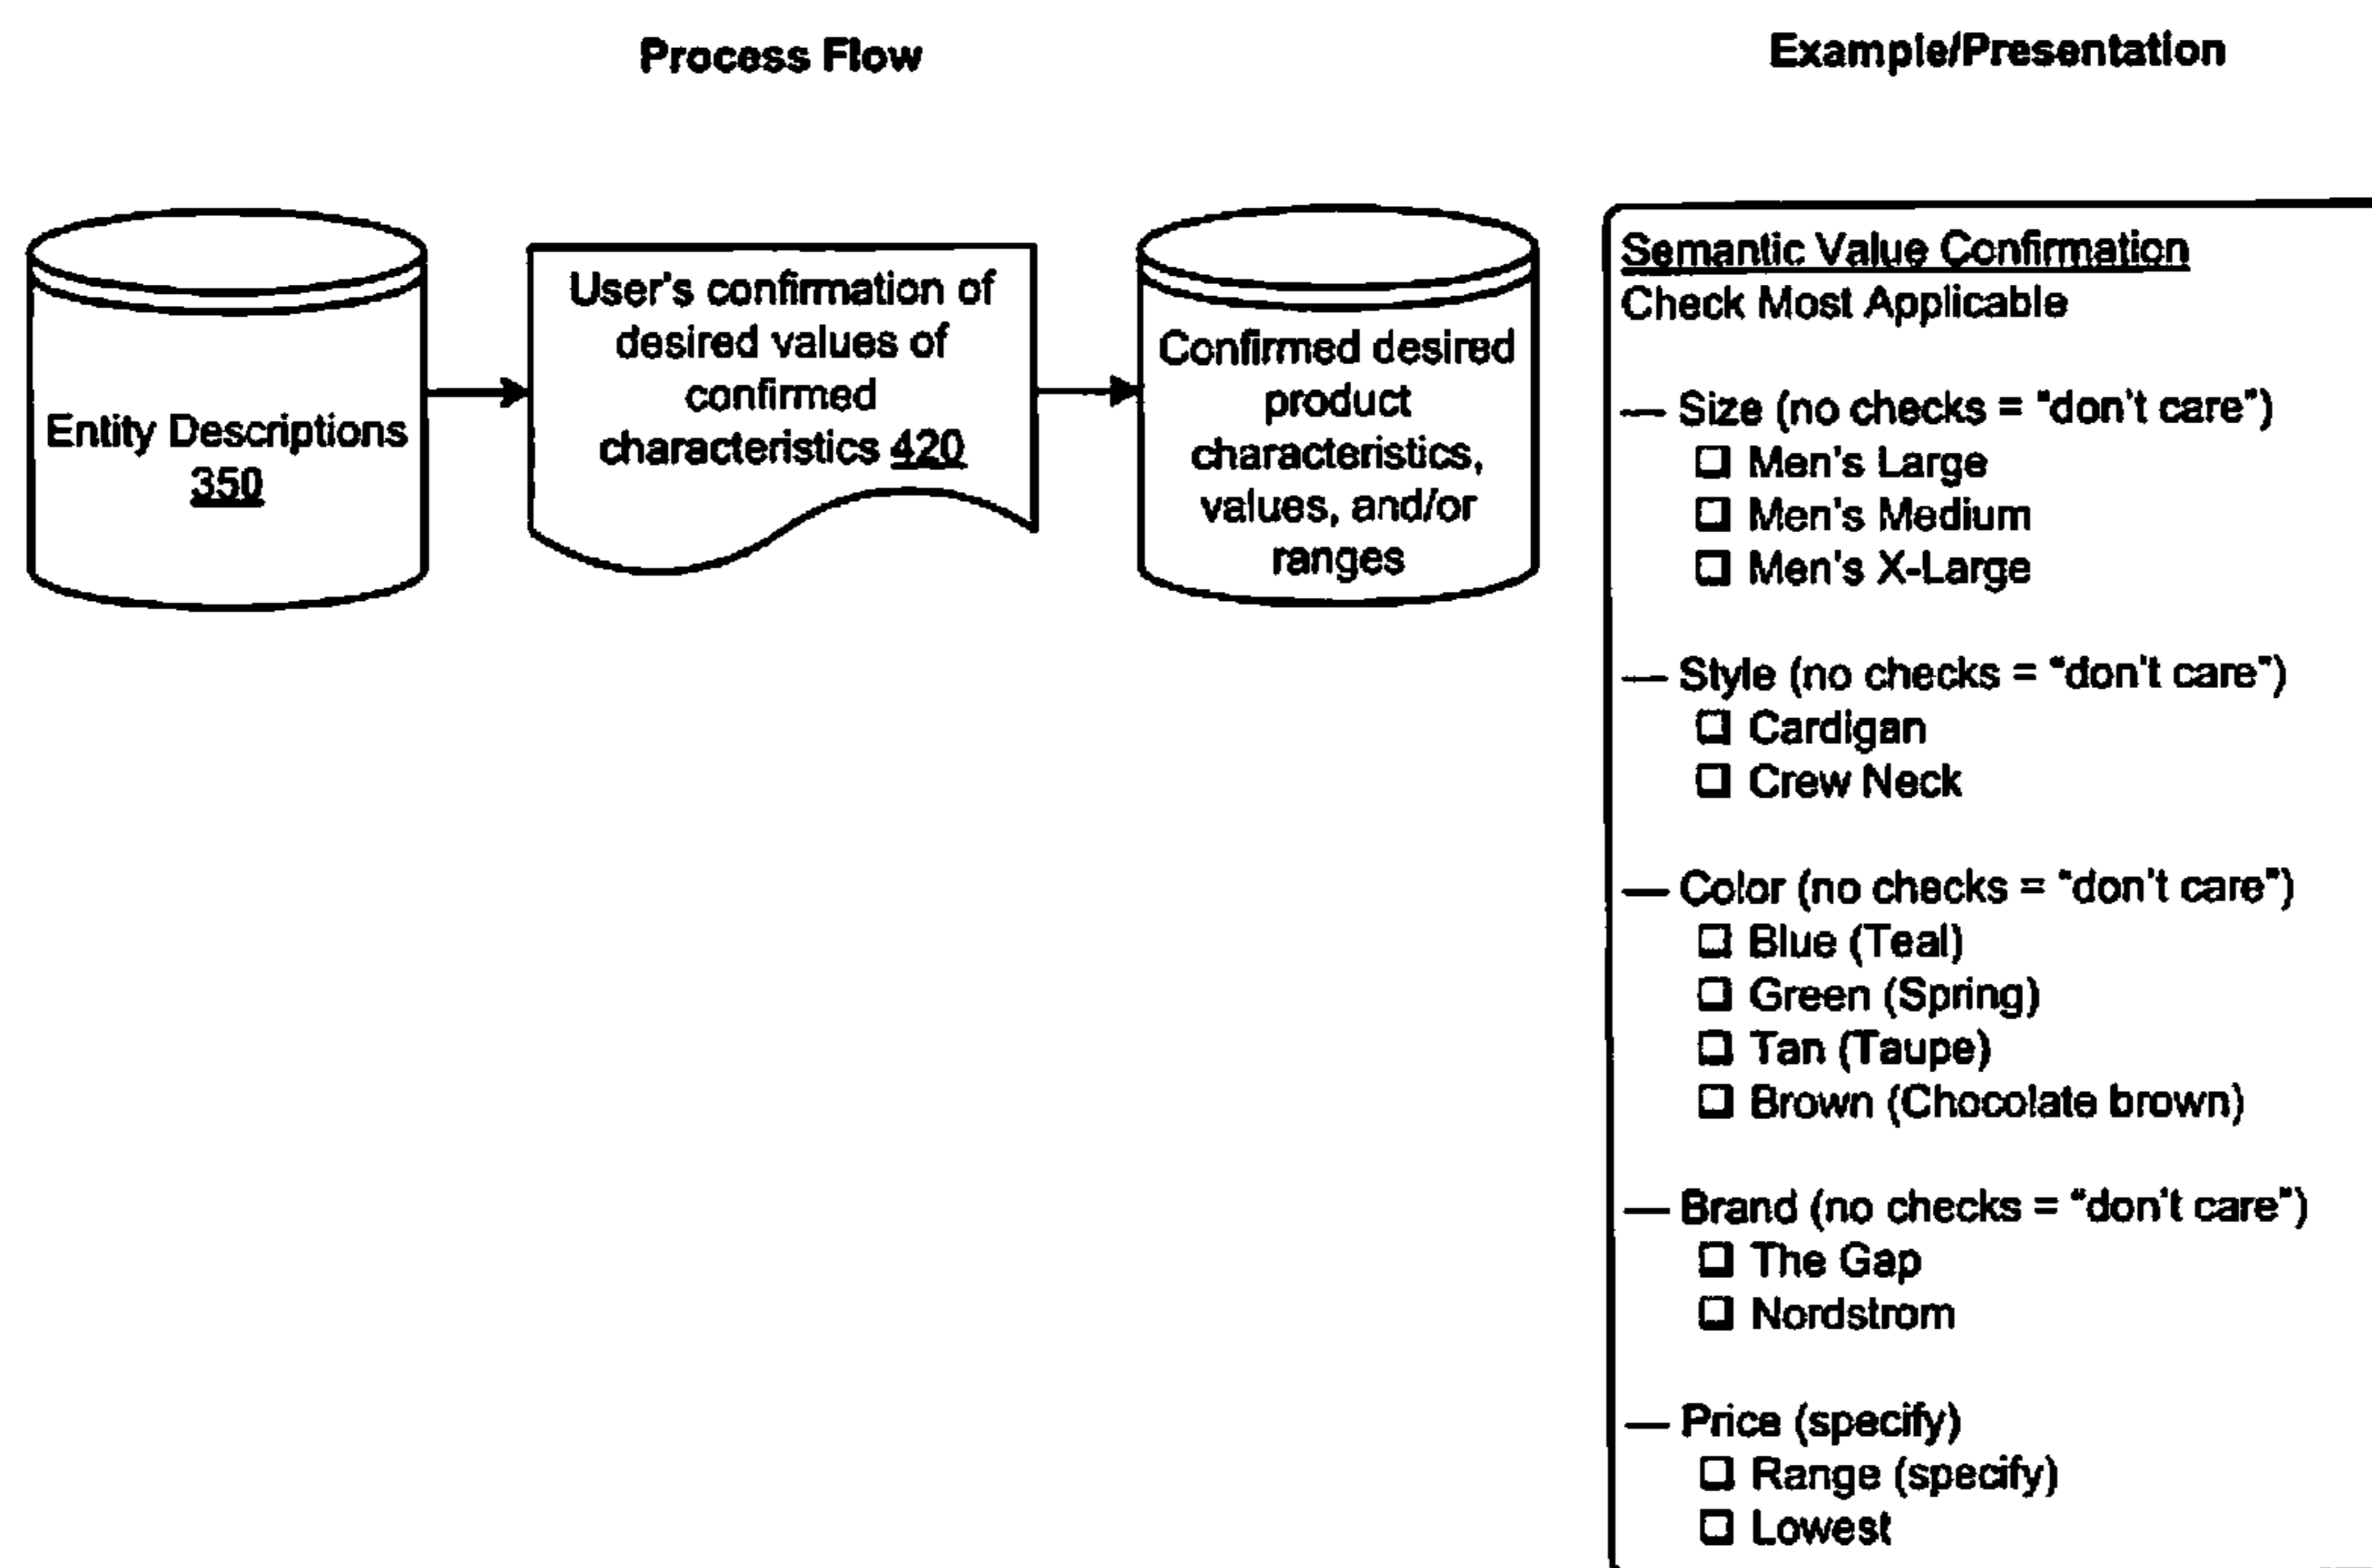 Process Flow
Example/Presentation
Entity Descriptions
350
User's confirmation of
desired values of
confirmed
characteristics 420
Confirmed desired
product
characteristics,
values, and/or
ranges
Semantic Value Confirmation
Check Most Applicable
— Size (no checks = "don't care")
❑ Men's Large
❑ Men's Medium
❑ Men's X-Large
— Style (no checks = "don't care")
❑ Cardigan
❑ Crew Neck
— Color (no checks = "don't care")
❑ Blue (Teal)
❑ Green (Spring)
❑ Tan (Taupe)
❑ Brown (Chocolate brown)
— Brand (no checks = "don't care")
❑ The Gap
❑ Nordstrom
— Price (specify)
❑ Range (specify)
❑ Lowest